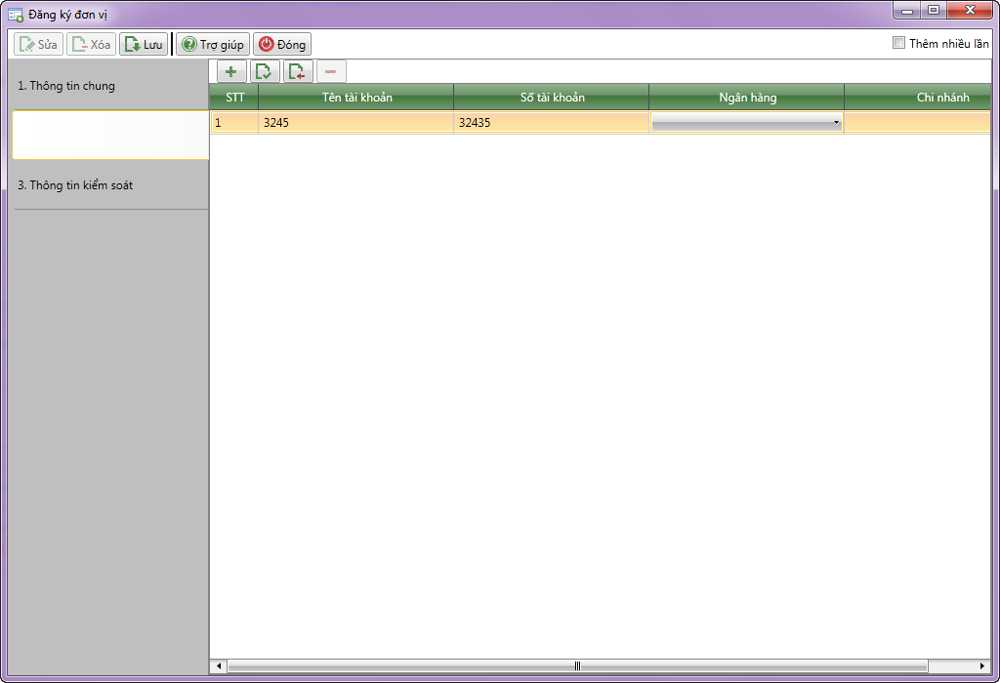 Đăng ký đơn vị
Sửa Xóa Lưu Trợ giúp Đóng Thêm nhiều lần
1. Thông tin chung
3. Thông tin kiểm soát
STT Tên tài khoản Số tài khoản Ngân hàng Chi nhánh
1 3245 32435